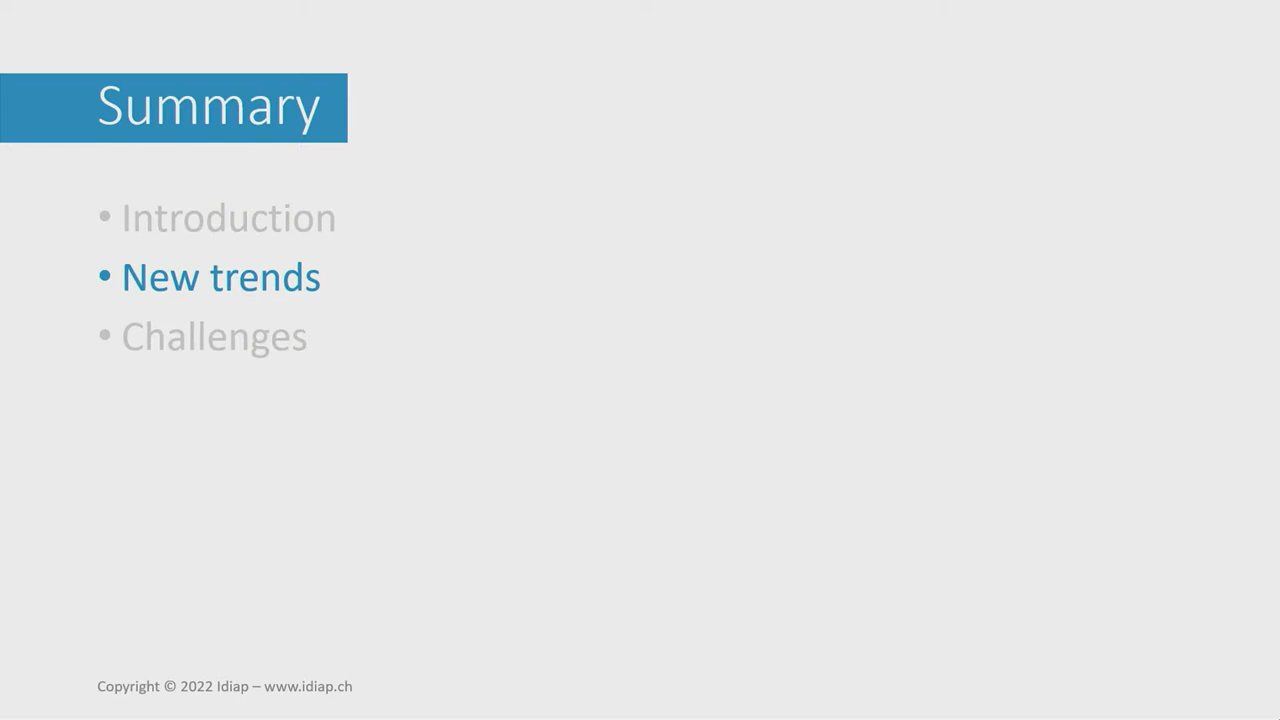 Summary
• Introduction
• New trends
• Challenges
Copyright © 2022 Idiap – www.idiap.ch